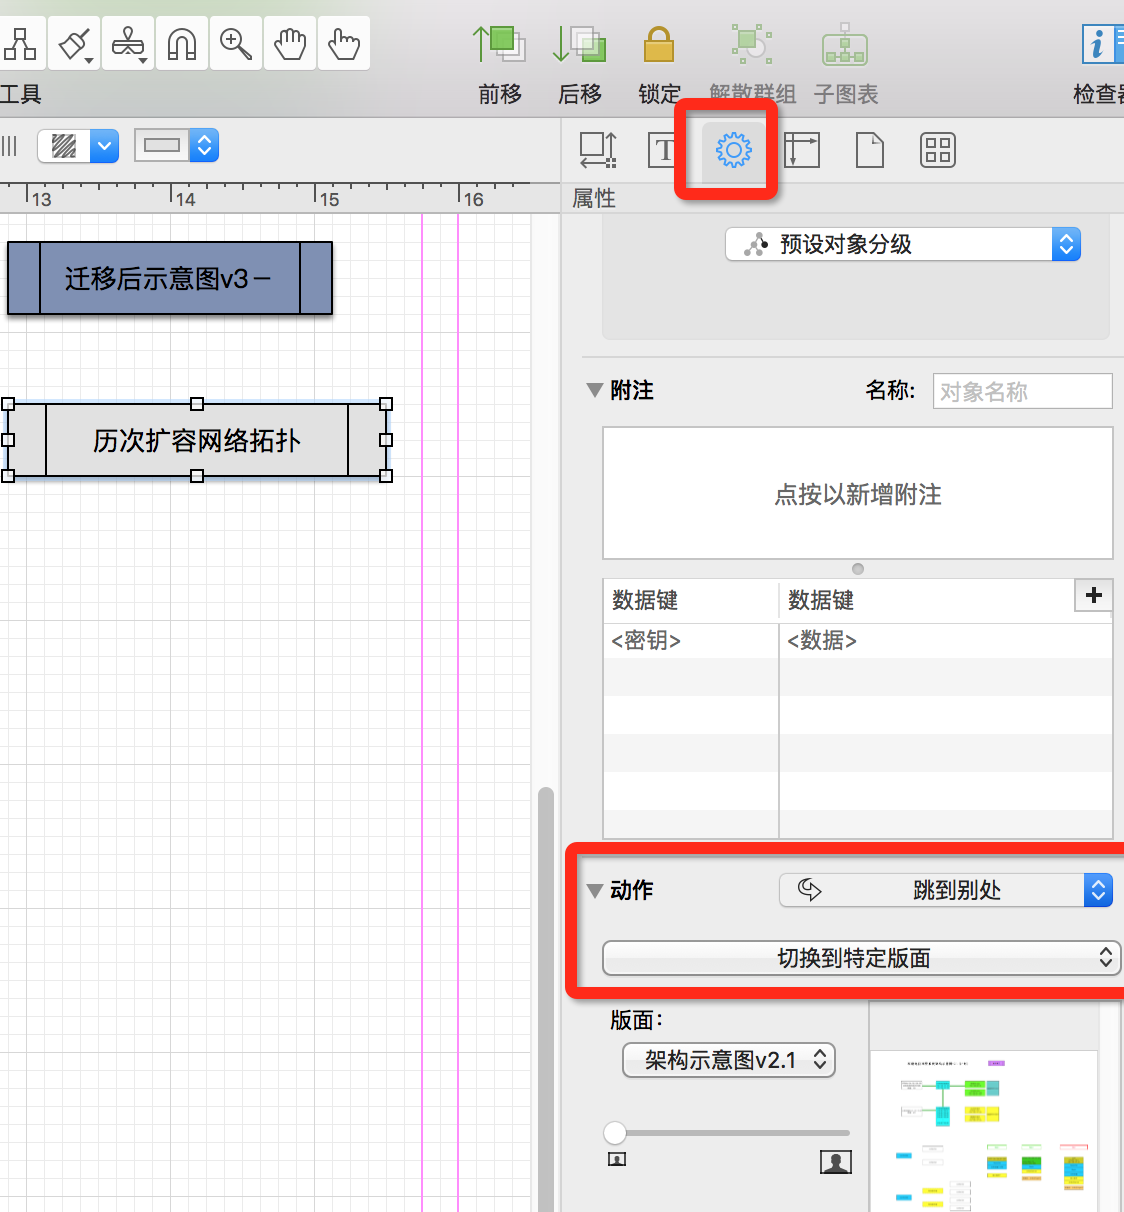 工具
前移
后移
锁定
解散群组
子图表
检查器
T
13
14
15
16
属性
迁移后示意图v3－
预设对象分级
附注
名称:
对象名称
历次扩容网络拓扑
点按以新增附注
数据键
数据键
<密钥>
<数据>
动作
跳到别处
切换到特定版面
版面:
架构示意图v2.1